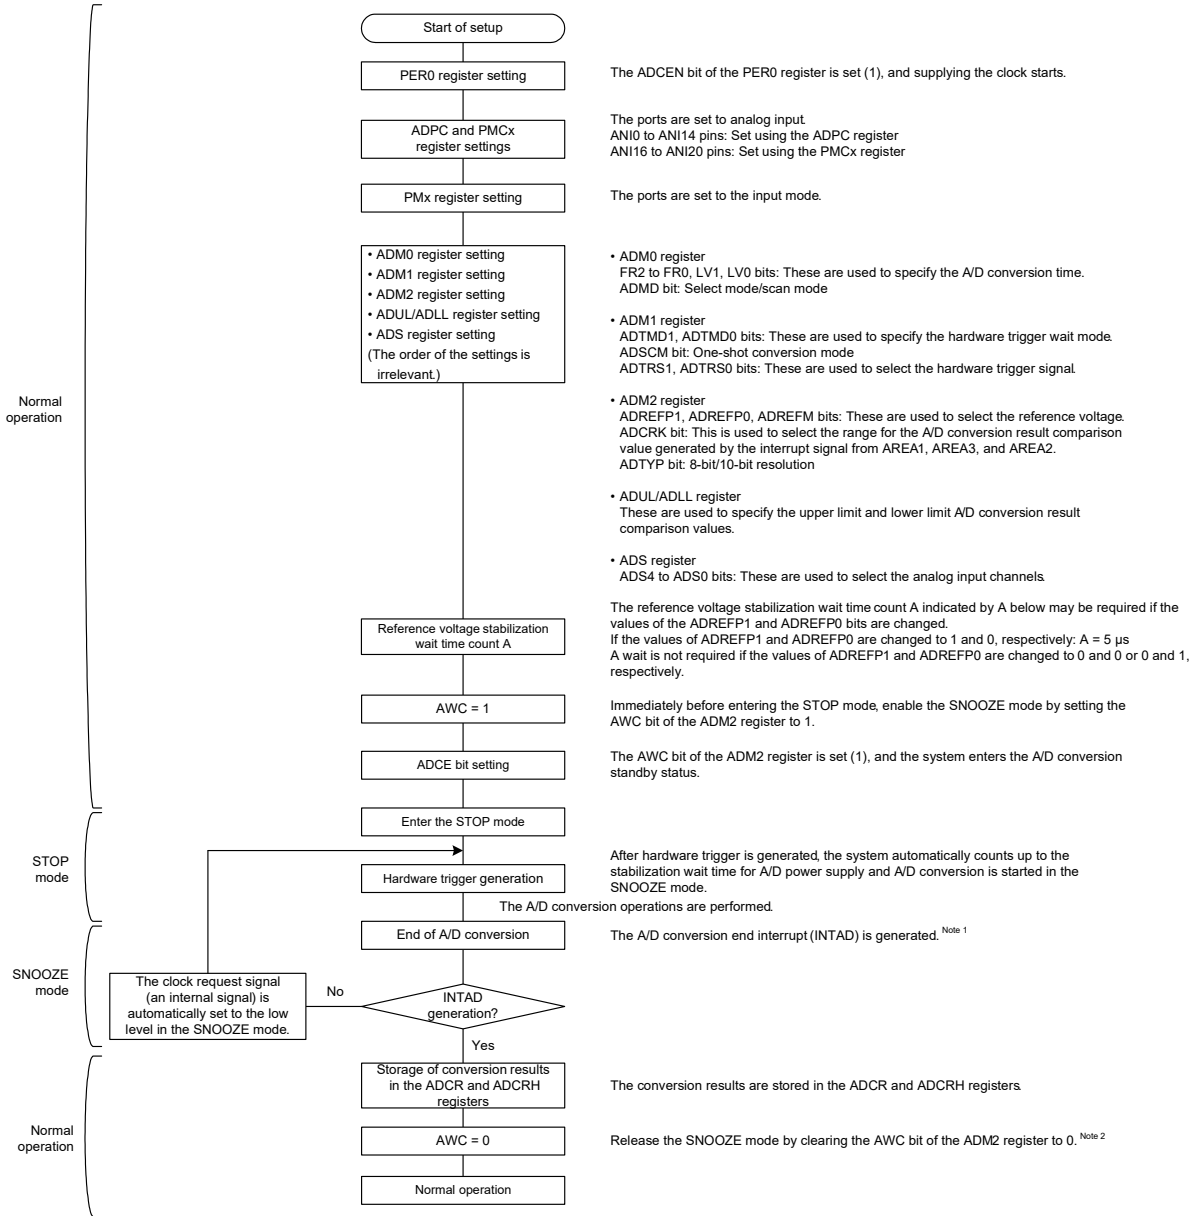 Start of setup
PER0 register setting
The ADCEN bit of the PER0 register is set (1), and supplying the clock starts.
ADPC and PMCx
register settings
The ports are set to analog input.
ANI0 to ANI14 pins: Set using the ADPC register
ANI16 to ANI20 pins: Set using the PMCx register
PMx register setting
The ports are set to the input mode.
• ADM0 register setting
• ADM1 register setting
• ADM2 register setting
• ADUL/ADLL register setting
• ADS register setting
(The order of the settings is
irrelevant.)
• ADM0 register
FR2 to FR0, LV1, LV0 bits: These are used to specify the A/D conversion time.
ADMD bit: Select mode/scan mode
• ADM1 register
ADTMD1, ADTMD0 bits: These are used to specify the hardware trigger wait mode.
ADSCM bit: One-shot conversion mode
ADTRS1, ADTRS0 bits: These are used to select the hardware trigger signal.
• ADM2 register
ADREFP1, ADREFP0, ADREFM bits: These are used to select the reference voltage.
ADCRK bit: This is used to select the range for the A/D conversion result comparison
value generated by the interrupt signal from AREA1, AREA3, and AREA2.
ADTYP bit: 8-bit/10-bit resolution
• ADUL/ADLL register
These are used to specify the upper limit and lower limit A/D conversion result
comparison values.
• ADS register
ADS4 to ADS0 bits: These are used to select the analog input channels.
Normal
operation
Reference voltage stabilization
wait time count A
The reference voltage stabilization wait time count A indicated by A below may be required if the
values of the ADREFP1 and ADREFP0 bits are changed.
If the values of ADREFP1 and ADREFP0 are changed to 1 and 0, respectively: A = 5 µs
A wait is not required if the values of ADREFP1 and ADREFP0 are changed to 0 and 0 or 0 and 1,
respectively.
AWC = 1
Immediately before entering the STOP mode, enable the SNOOZE mode by setting the
AWC bit of the ADM2 register to 1.
ADCE bit setting
The AWC bit of the ADM2 register is set (1), and the system enters the A/D conversion
standby status.
Enter the STOP mode
STOP
mode
Hardware trigger generation
After hardware trigger is generated, the system automatically counts up to the
stabilization wait time for A/D power supply and A/D conversion is started in the
SNOOZE mode.
The A/D conversion operations are performed.
End of A/D conversion
The A/D conversion end interrupt (INTAD) is generated. Note 1
SNOOZE
mode
The clock request signal
(an internal signal) is
automatically set to the low
level in the SNOOZE mode.
No
INTAD
generation?
Yes
Storage of conversion results
in the ADCR and ADCRH
registers
The conversion results are stored in the ADCR and ADCRH registers.
Normal
operation
AWC = 0
Release the SNOOZE mode by clearing the AWC bit of the ADM2 register to 0. Note 2
Normal operation